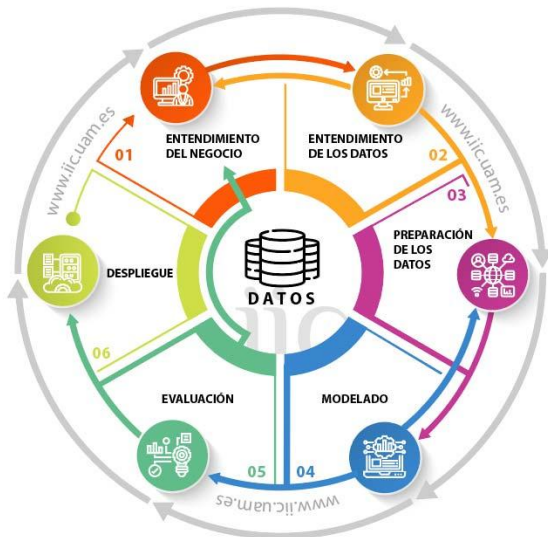 01
ENTENDIMIENTO
DEL NEGOCIO
ENTENDIMIENTO
DE LOS DATOS
02
03
PREPARACIÓN
DE LOS
DATOS
MODELADO
04
EVALUACIÓN
05
DESPLIEGUE
06
DATOS
iic
www.iic.uam.es
www.iic.uam.es
www.iic.uam.es